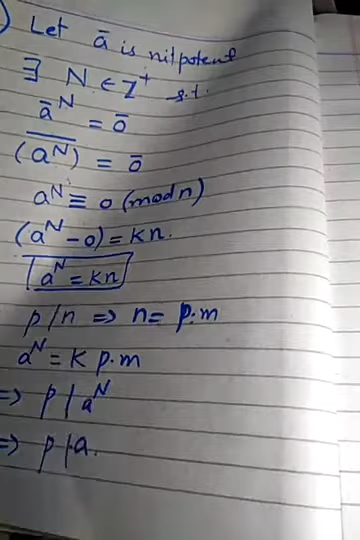 ) Let ā is nilpotent
∃ N ∈ Z⁺ s.t.
ā^N = ō
(a^N)‾ = ō
a^N ≡ 0 (mod n)
(a^N - 0) = kn.
a^N = kn
p/n ⇒ n = p·m
a^N = K p·m
⇒ p | a^N
⇒ p | a.